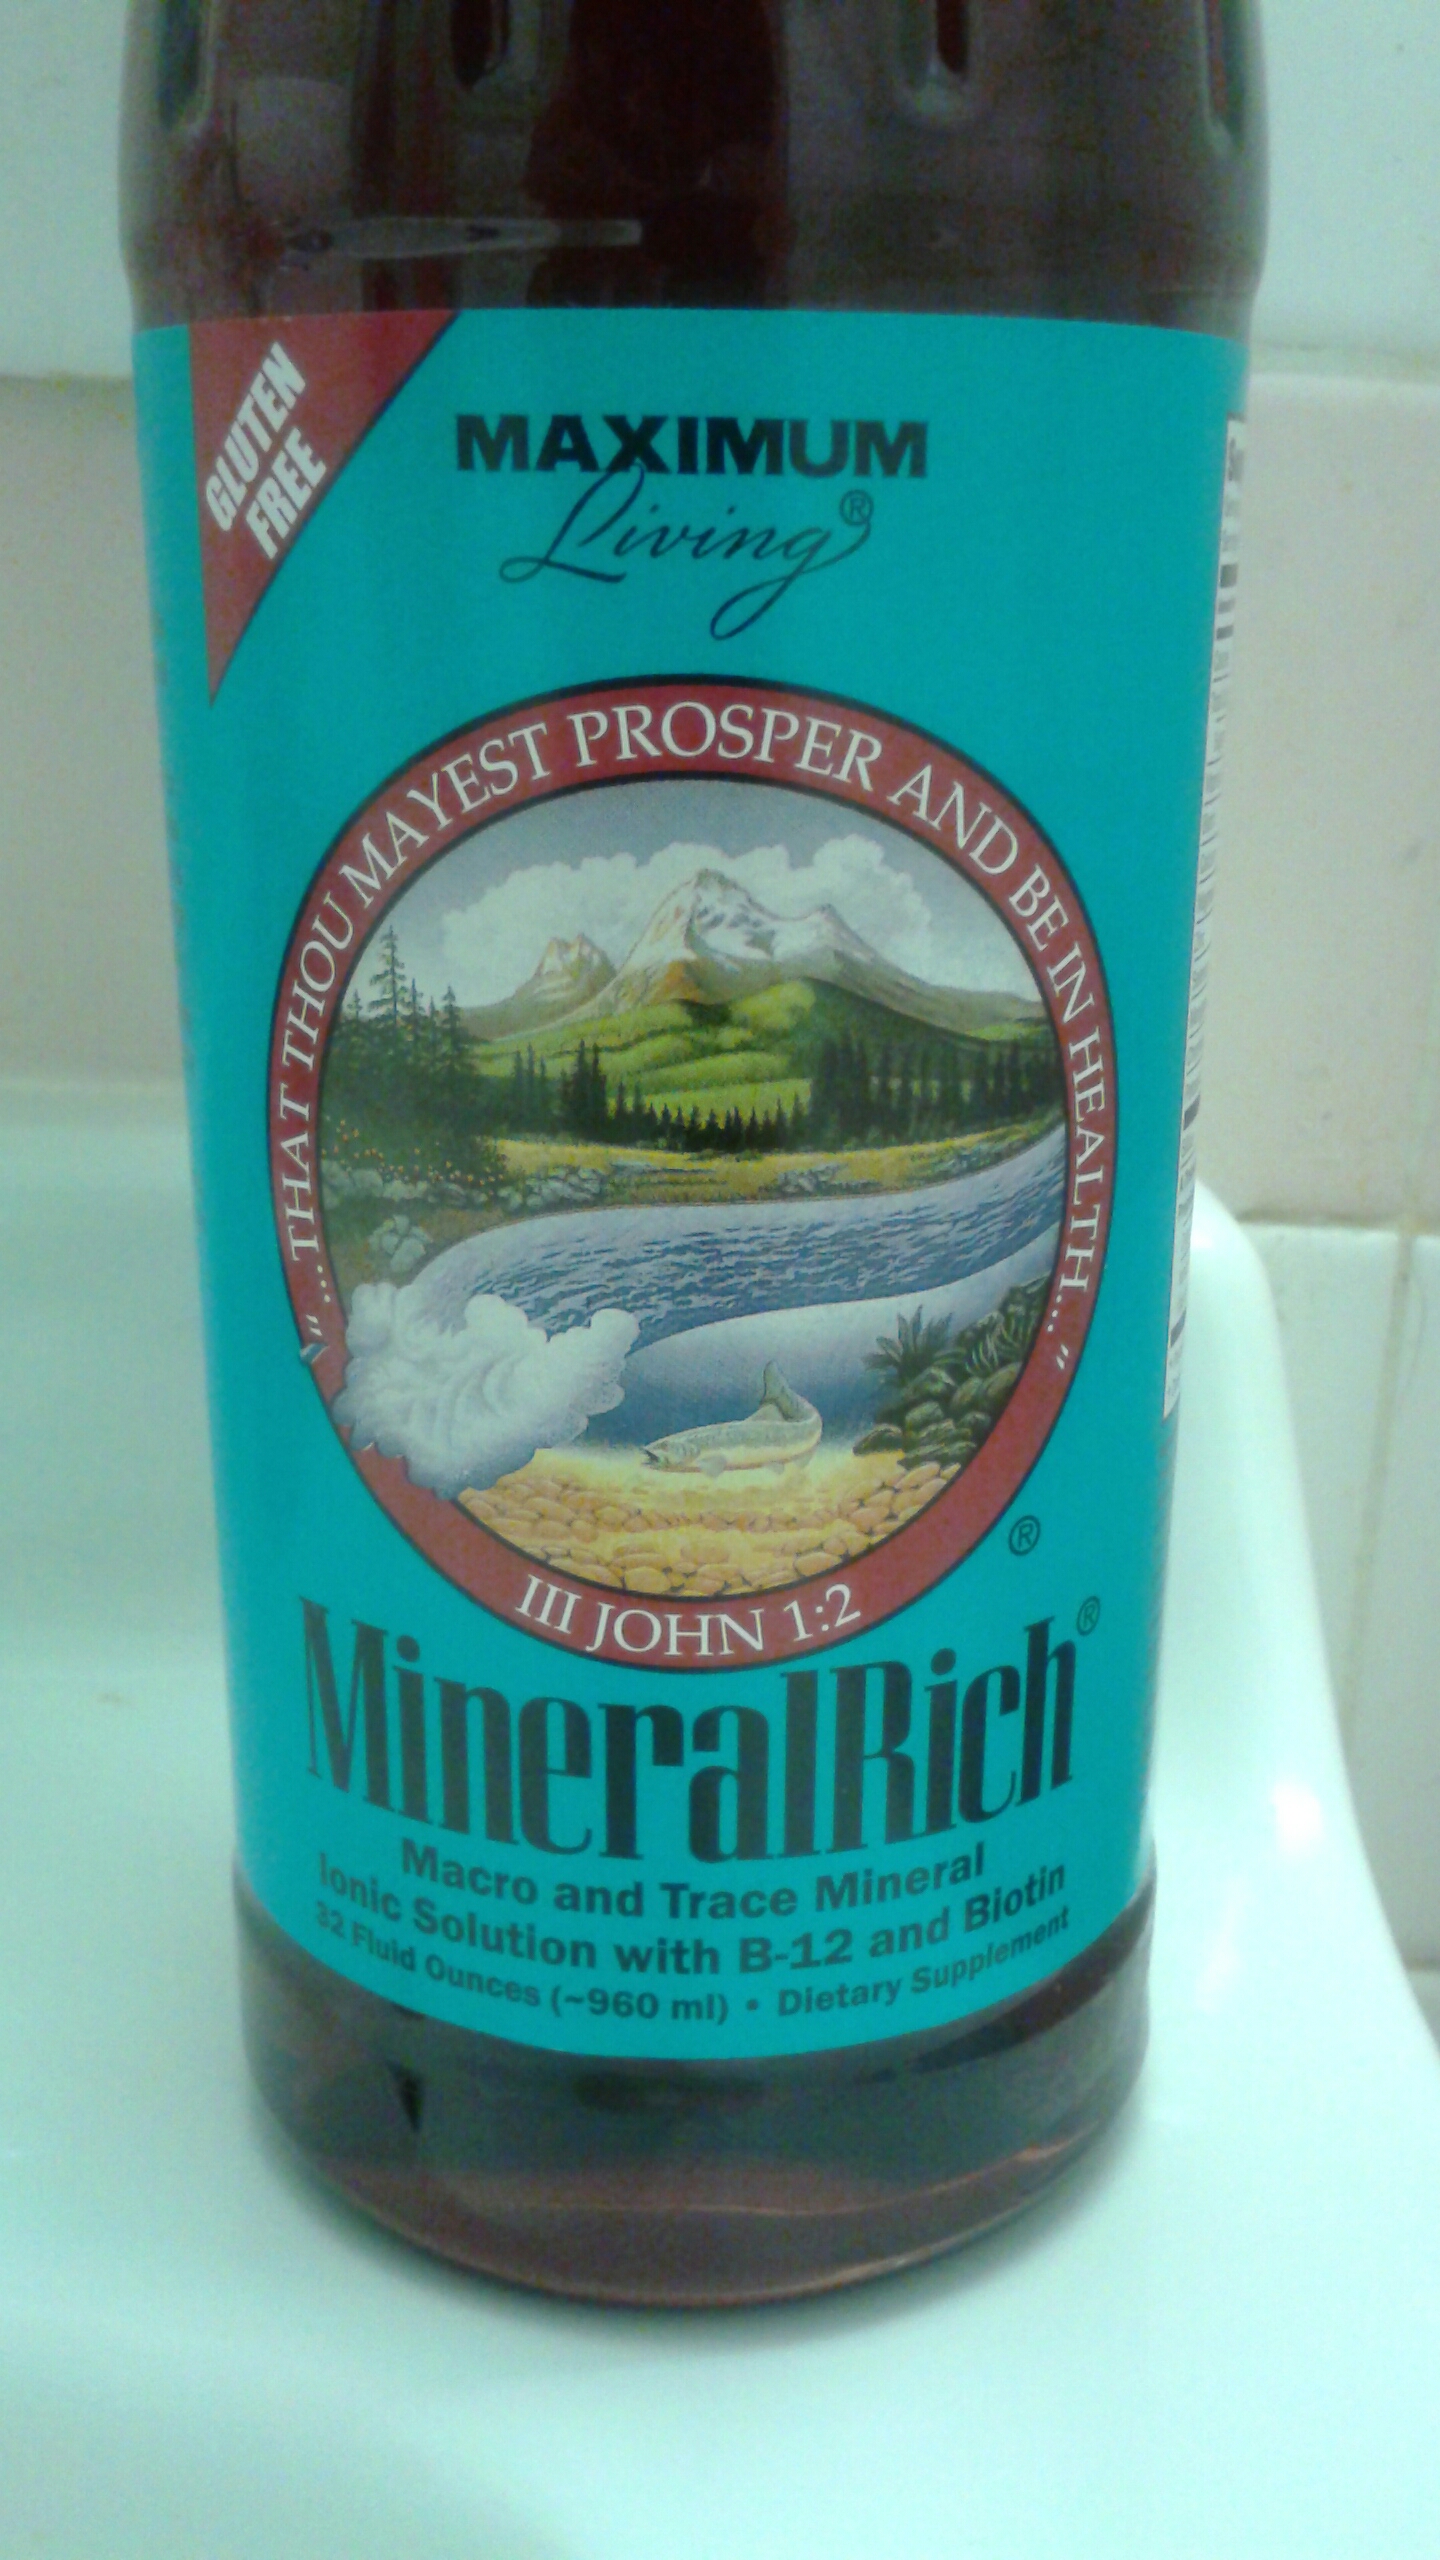 GLUTEN
FREE
MAXIMUM
Living®
"...THAT THOU MAYEST PROSPER AND BE IN HEALTH..."
III JOHN 1:2
®
MineralRich®
Macro and Trace Mineral
Ionic Solution with B-12 and Biotin
32 Fluid Ounces (~960 ml) • Dietary Supplement